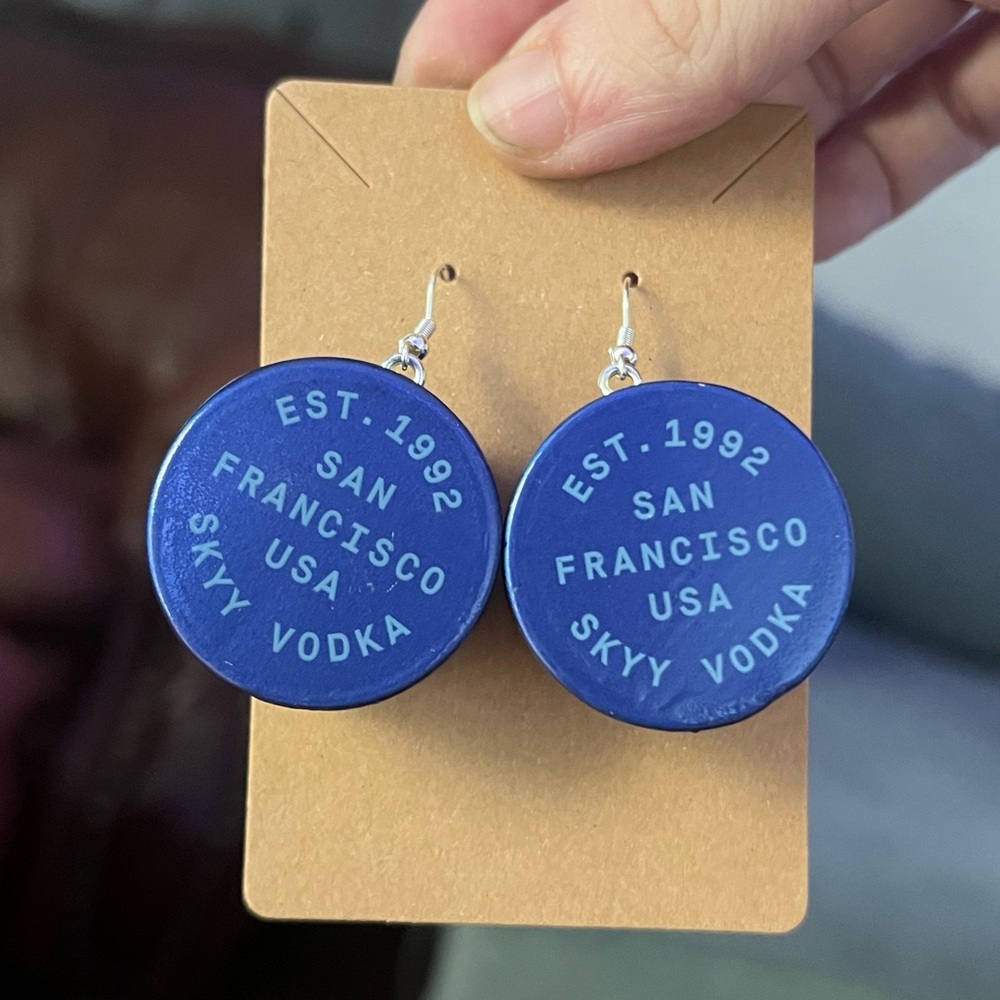 EST. 1992
SAN
FRANCISCO
USA
SKYY VODKA
EST. 1992
SAN
FRANCISCO
USA
SKYY VODKA